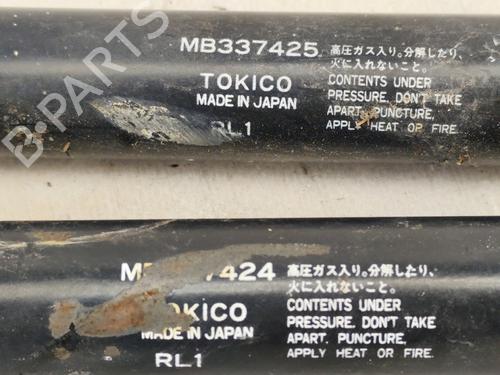 MB337425
TOKICO
MADE IN JAPAN
RL1
高圧ガス入り。分解したり、
火に入れないこと。
CONTENTS UNDER
PRESSURE. DON'T TAKE
APART. PUNCTURE,
APPLY HEAT OR FIRE.
7424
TOKICO
MADE IN JAPAN
RL1
高圧ガス入り。分解したり、
火に入れないこと。
CONTENTS UNDER
PRESSURE. DON'T TAKE
APART. PUNCTURE,
APPLY HEAT OR FIRE.